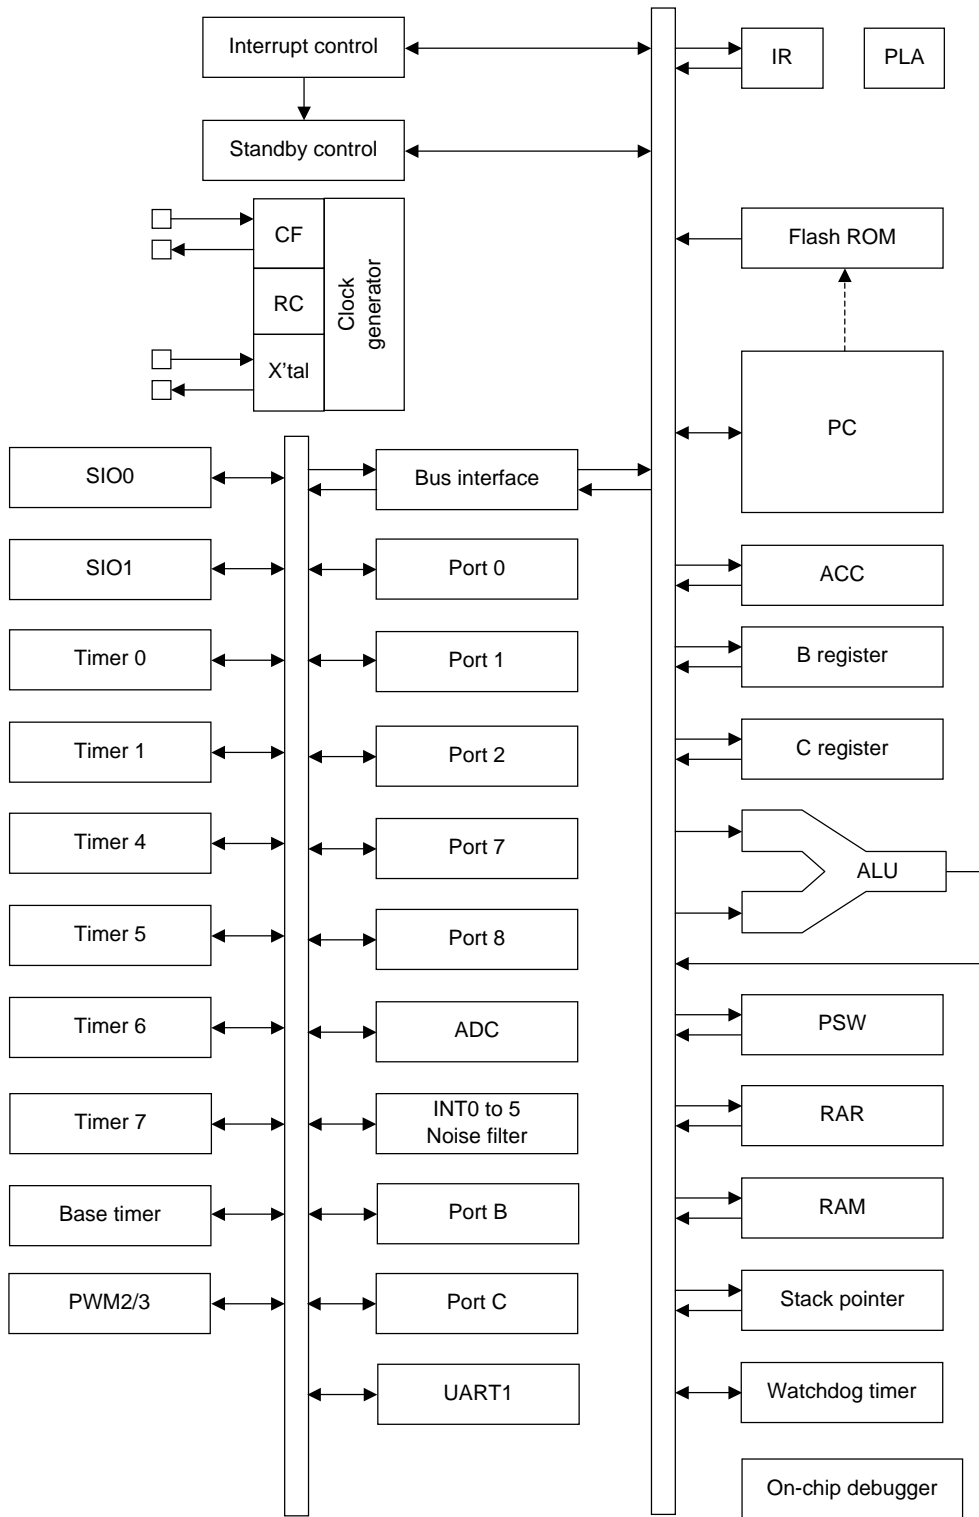 Interrupt control
IR
PLA
Standby control
CF
RC
X'tal
Clock
generator
Flash ROM
PC
SIO0
Bus interface
SIO1
Port 0
ACC
Timer 0
Port 1
B register
Timer 1
Port 2
C register
Timer 4
Port 7
ALU
Timer 5
Port 8
Timer 6
ADC
PSW
Timer 7
INT0 to 5
Noise filter
RAR
Base timer
Port B
RAM
PWM2/3
Port C
Stack pointer
UART1
Watchdog timer
On-chip debugger